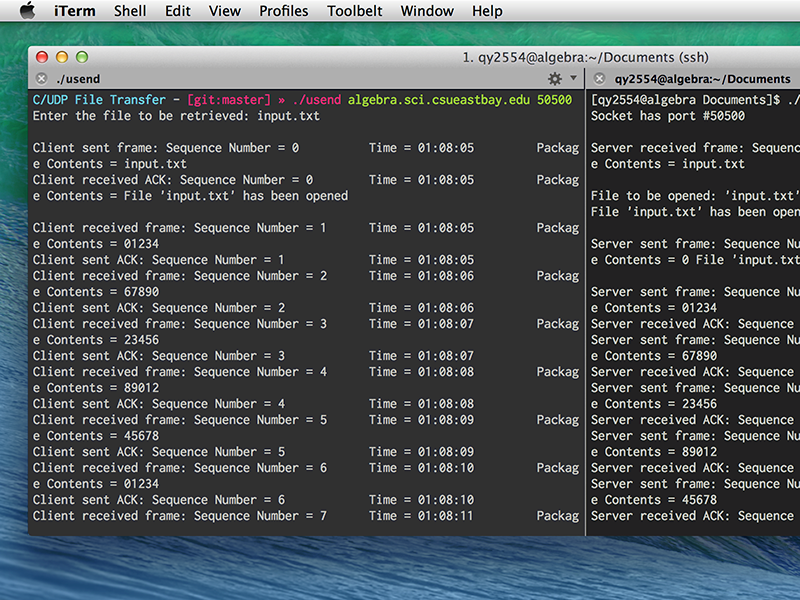 iTerm Shell Edit View Profiles Toolbelt Window Help
1. qy2554@algebra:~/Documents (ssh)
./usend
C/UDP File Transfer - [git:master] » ./usend algebra.sci.csueastbay.edu 50500
Enter the file to be retrieved: input.txt
Client sent frame: Sequence Number = 0 Time = 01:08:05 Packag
e Contents = input.txt
Client received ACK: Sequence Number = 0 Time = 01:08:05 Packag
e Contents = File 'input.txt' has been opened
Client received frame: Sequence Number = 1 Time = 01:08:05 Packag
e Contents = 01234
Client sent ACK: Sequence Number = 1 Time = 01:08:05
Client received frame: Sequence Number = 2 Time = 01:08:06 Packag
e Contents = 67890
Client sent ACK: Sequence Number = 2 Time = 01:08:06
Client received frame: Sequence Number = 3 Time = 01:08:07 Packag
e Contents = 23456
Client sent ACK: Sequence Number = 3 Time = 01:08:07
Client received frame: Sequence Number = 4 Time = 01:08:08 Packag
e Contents = 89012
Client sent ACK: Sequence Number = 4 Time = 01:08:08
Client received frame: Sequence Number = 5 Time = 01:08:09 Packag
e Contents = 45678
Client sent ACK: Sequence Number = 5 Time = 01:08:09
Client received frame: Sequence Number = 6 Time = 01:08:10 Packag
e Contents = 01234
Client sent ACK: Sequence Number = 6 Time = 01:08:10
Client received frame: Sequence Number = 7 Time = 01:08:11 Packag
qy2554@algebra:~/Documents
[qy2554@algebra Documents]$ ./
Socket has port #50500
Server received frame: Sequenc
e Contents = input.txt
File to be opened: 'input.txt'
File 'input.txt' has been open
Server sent frame: Sequence Nu
e Contents = 0 File 'input.txt
Server sent frame: Sequence Nu
e Contents = 01234
Server received ACK: Sequence
Server sent frame: Sequence Nu
e Contents = 67890
Server received ACK: Sequence
Server sent frame: Sequence Nu
e Contents = 23456
Server received ACK: Sequence
Server sent frame: Sequence Nu
e Contents = 89012
Server received ACK: Sequence
Server sent frame: Sequence Nu
e Contents = 45678
Server received ACK: Sequence